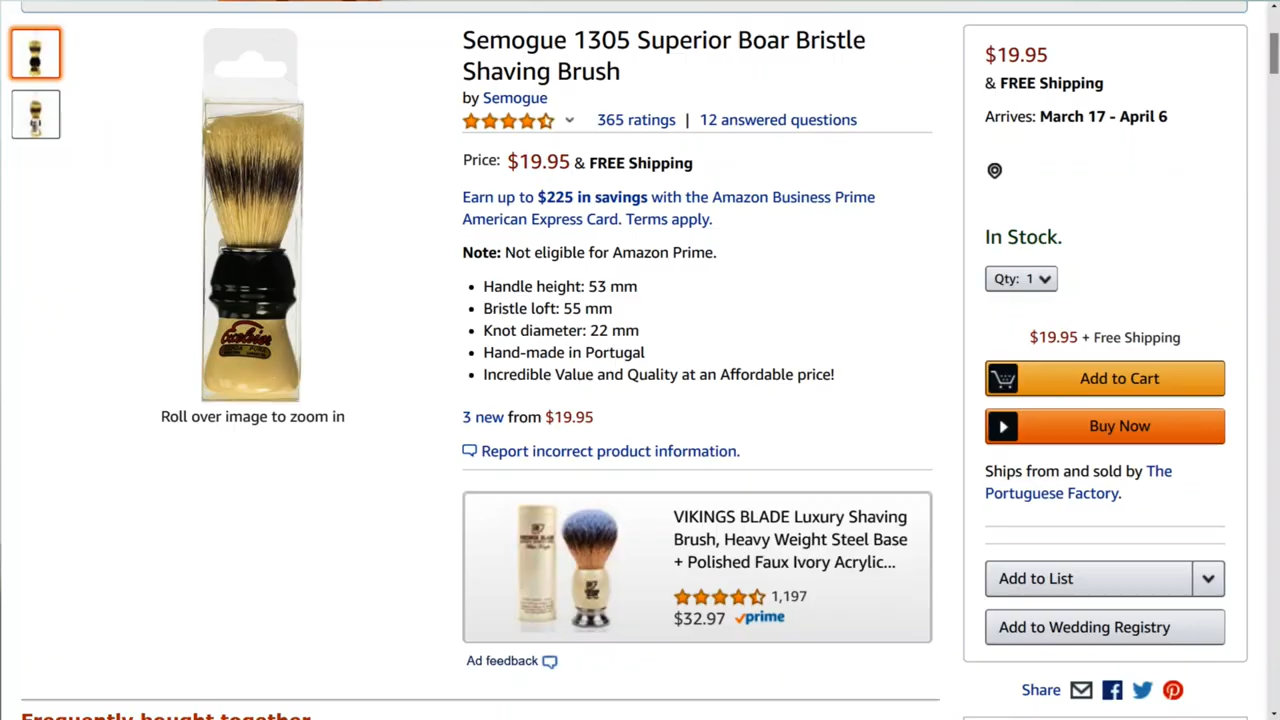 Semogue 1305 Superior Boar Bristle
Shaving Brush
by Semogue
365 ratings | 12 answered questions
Price: $19.95 & FREE Shipping
Earn up to $225 in savings with the Amazon Business Prime
American Express Card. Terms apply.
Note: Not eligible for Amazon Prime.
Handle height: 53 mm
Bristle loft: 55 mm
Knot diameter: 22 mm
Hand-made in Portugal
Incredible Value and Quality at an Affordable price!
3 new from $19.95
Report incorrect product information.
Roll over image to zoom in
VIKINGS BLADE Luxury Shaving
Brush, Heavy Weight Steel Base
+ Polished Faux Ivory Acrylic...
1,197
$32.97 prime
Ad feedback
$19.95
& FREE Shipping
Arrives: March 17 - April 6
In Stock.
Qty: 1
$19.95 + Free Shipping
Add to Cart
Buy Now
Ships from and sold by The
Portuguese Factory.
Add to List
Add to Wedding Registry
Share
Frequently bought together